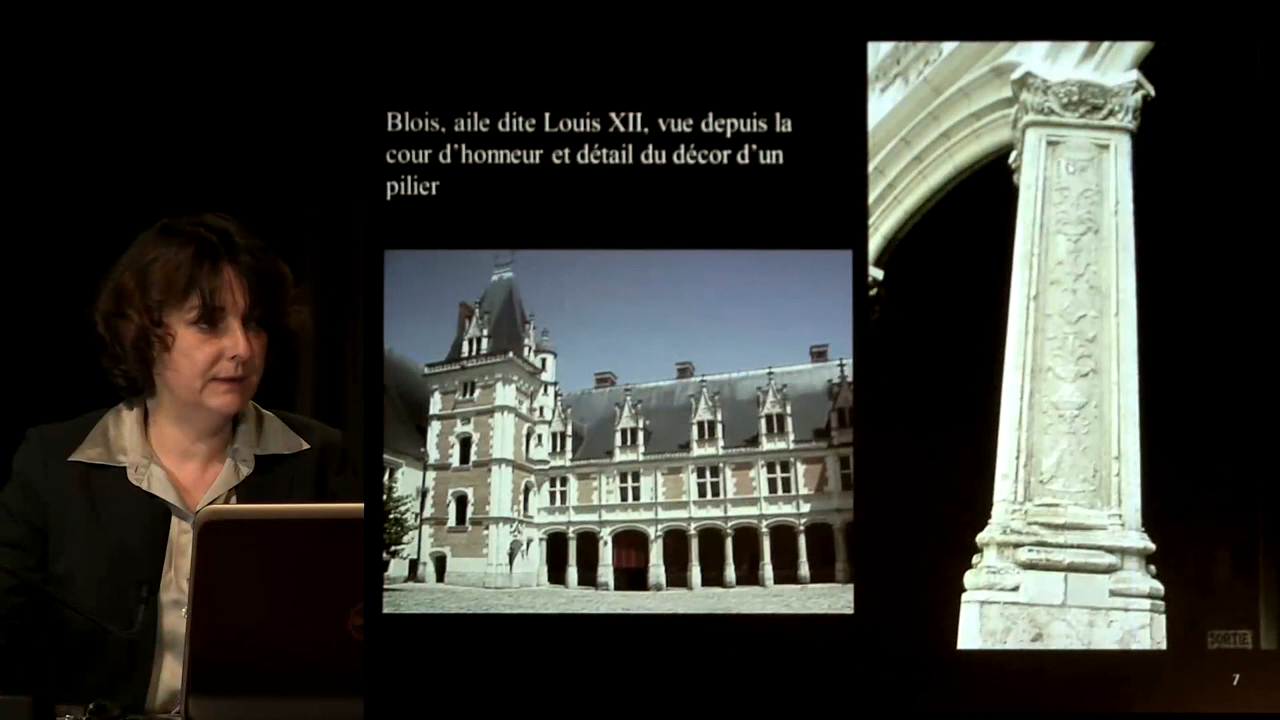 Blois, aile dite Louis XII, vue depuis la
cour d'honneur et détail du décor d'un
pilier
SORTIE
7